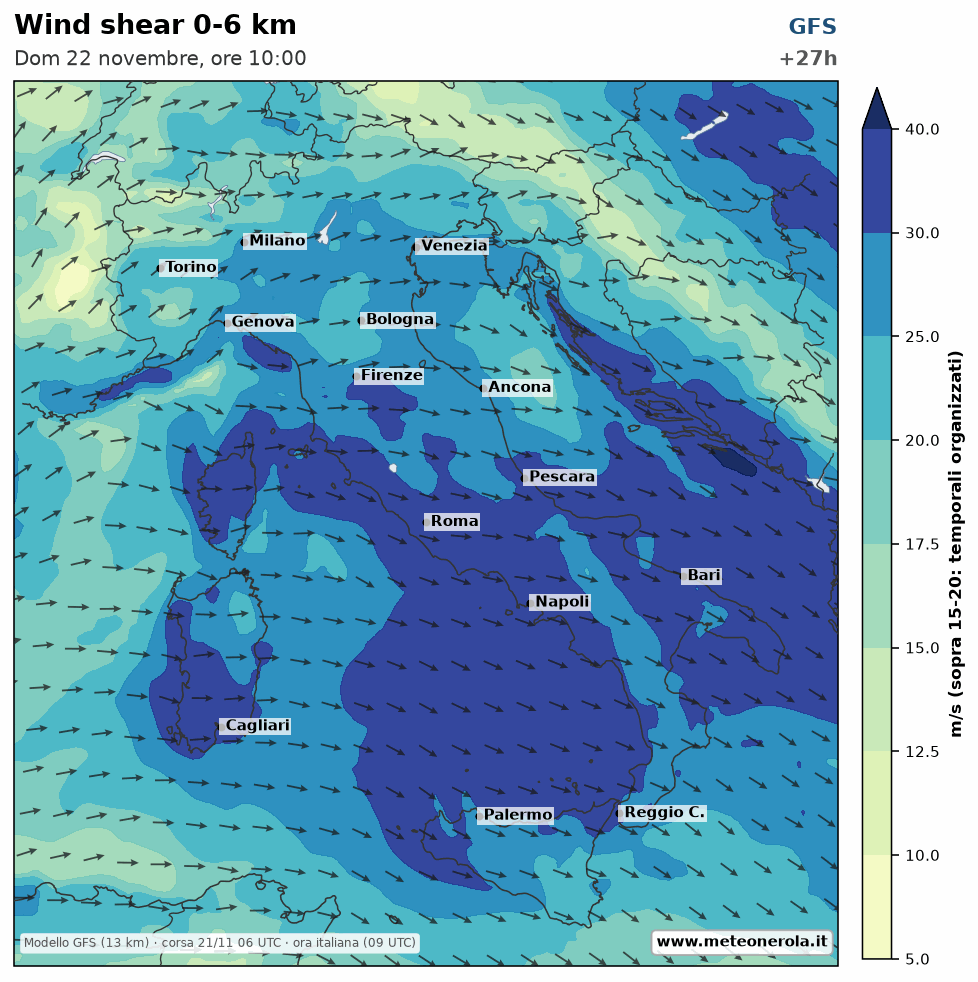 Wind shear 0-6 km
GFS
Dom 22 novembre, ore 10:00
+27h
Milano
Venezia
Torino
Genova
Bologna
Firenze
Ancona
Pescara
Roma
Bari
Napoli
Cagliari
Palermo
Reggio C.
40.0
30.0
25.0
20.0
17.5
15.0
12.5
10.0
5.0
m/s (sopra 15-20: temporali organizzati)
Modello GFS (13 km) · corsa 21/11 06 UTC · ora italiana (09 UTC)
www.meteonerola.it